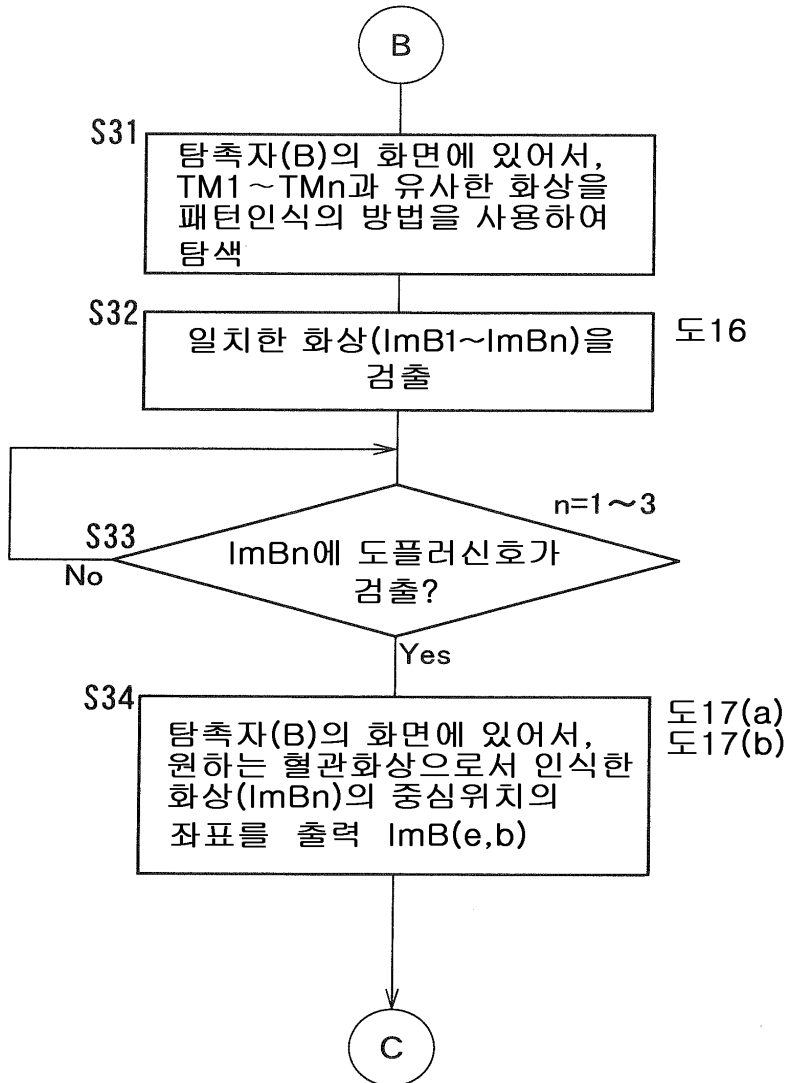 B
S31
탐촉자(B)의 화면에 있어서,
TM1~TMn과 유사한 화상을
패턴인식의 방법을 사용하여
탐색
S32
일치한 화상(ImB1~ImBn)을
검출
도16
n=1~3
S33
ImBn에 도플러신호가
검출?
No
Yes
S34
탐촉자(B)의 화면에 있어서,
원하는 혈관화상으로서 인식한
화상(ImBn)의 중심위치의
좌표를 출력 ImB(e,b)
도17(a)
도17(b)
C